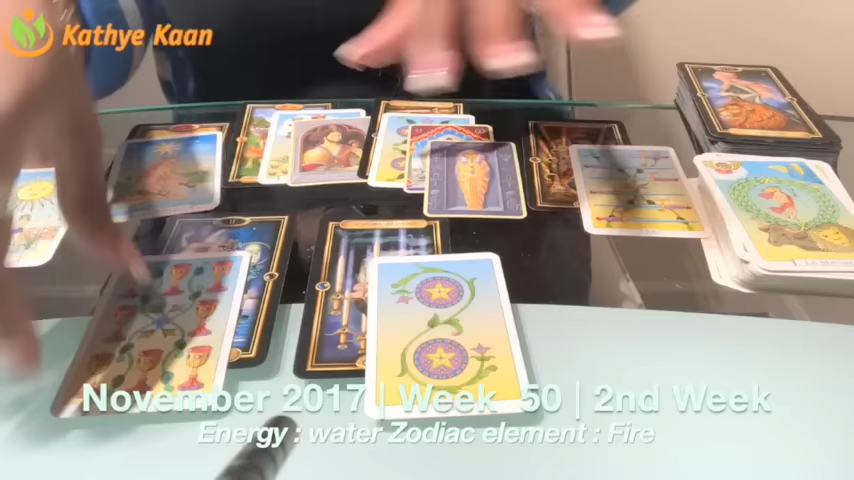 Kathye Kaan
November 2017 | Week 50 | 2nd Week
Energy : water Zodiac element : Fire